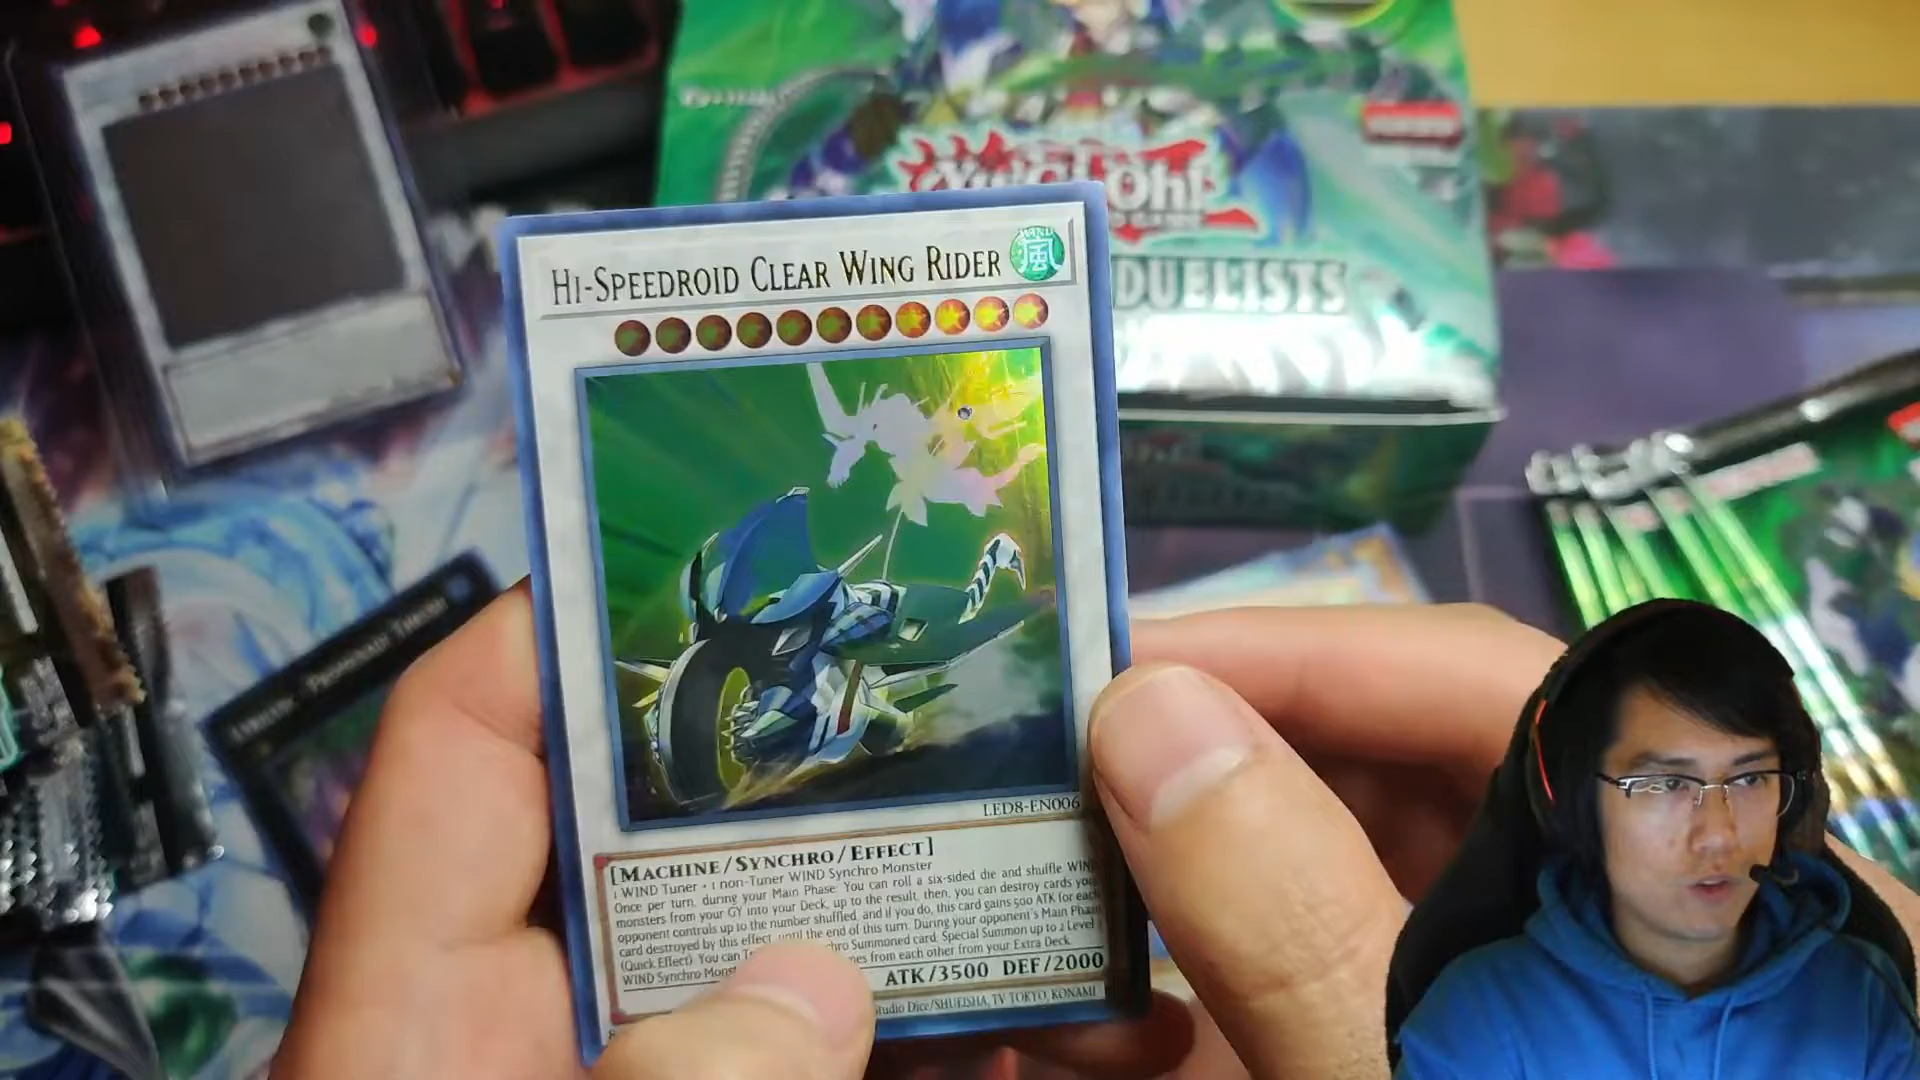 Yu-Gi-Oh!
DUELISTS
HI-SPEEDROID CLEAR WING RIDER
WIND
風
LED8-EN006
[MACHINE/SYNCHRO/EFFECT]
1 WIND Tuner + 1 non-Tuner WIND Synchro Monster
Once per turn, during your Main Phase: You can roll a six-sided die and shuffle WIND
monsters from your GY into your Deck, up to the result, then, you can destroy cards your
opponent controls up to the number shuffled, and if you do, this card gains 500 ATK for each
card destroyed by this effect, until the end of this turn. During your opponent's Main Phase
(Quick Effect): You can Synchro Summoned card, Special Summon up to 2 Level
WIND Synchro from each other from your Extra Deck.
ATK/3500 DEF/2000
Studio Dice/SHUEISHA, TV TOKYO, KONAMI